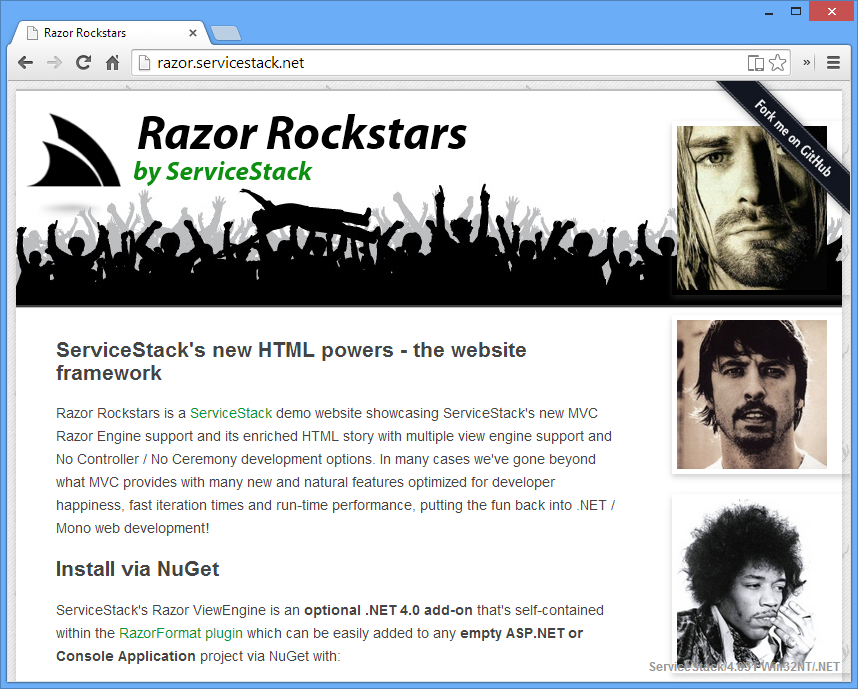 Razor Rockstars
razor.servicestack.net
Fork me on GitHub
Razor Rockstars
by ServiceStack
ServiceStack's new HTML powers - the website
framework
Razor Rockstars is a ServiceStack demo website showcasing ServiceStack's new MVC
Razor Engine support and its enriched HTML story with multiple view engine support and
No Controller / No Ceremony development options. In many cases we've gone beyond
what MVC provides with many new and natural features optimized for developer
happiness, fast iteration times and run-time performance, putting the fun back into .NET /
Mono web development!
Install via NuGet
ServiceStack's Razor ViewEngine is an optional .NET 4.0 add-on that's self-contained
within the RazorFormat plugin which can be easily added to any empty ASP.NET or
Console Application project via NuGet with: